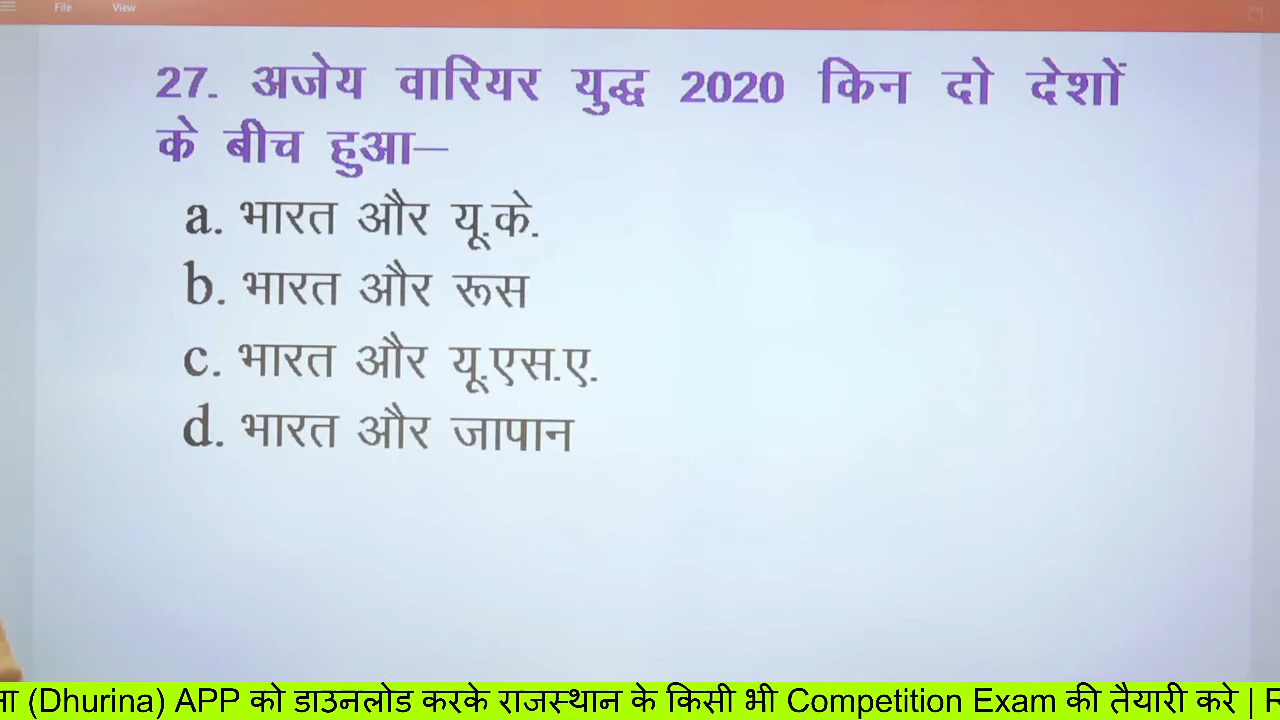 File View
27. अजेय वारियर युद्ध 2020 किन दो देशों
के बीच हुआ–
a. भारत और यू.के.
b. भारत और रूस
c. भारत और यू.एस.ए.
d. भारत और जापान
(Dhurina) APP को डाउनलोड करके राजस्थान के किसी भी Competition Exam की तैयारी करे |